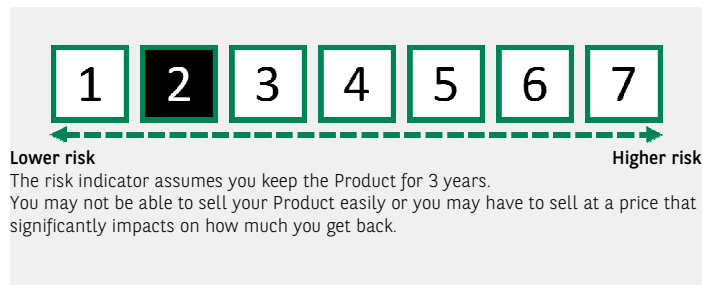 1 2 3 4 5 6 7
Lower risk Higher risk
The risk indicator assumes you keep the Product for 3 years.
You may not be able to sell your Product easily or you may have to sell at a price that
significantly impacts on how much you get back.